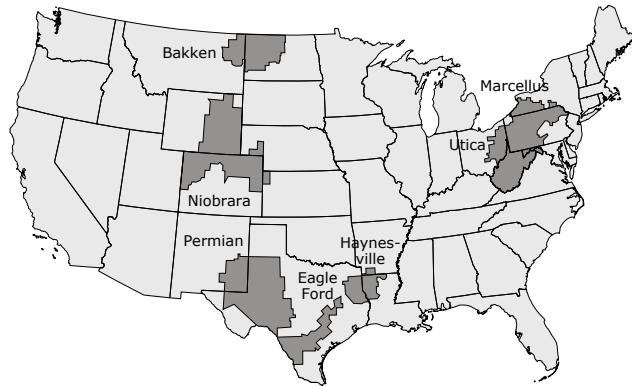 Bakken
Marcellus
Utica
Niobrara
Permian
Haynes-
ville
Eagle
Ford